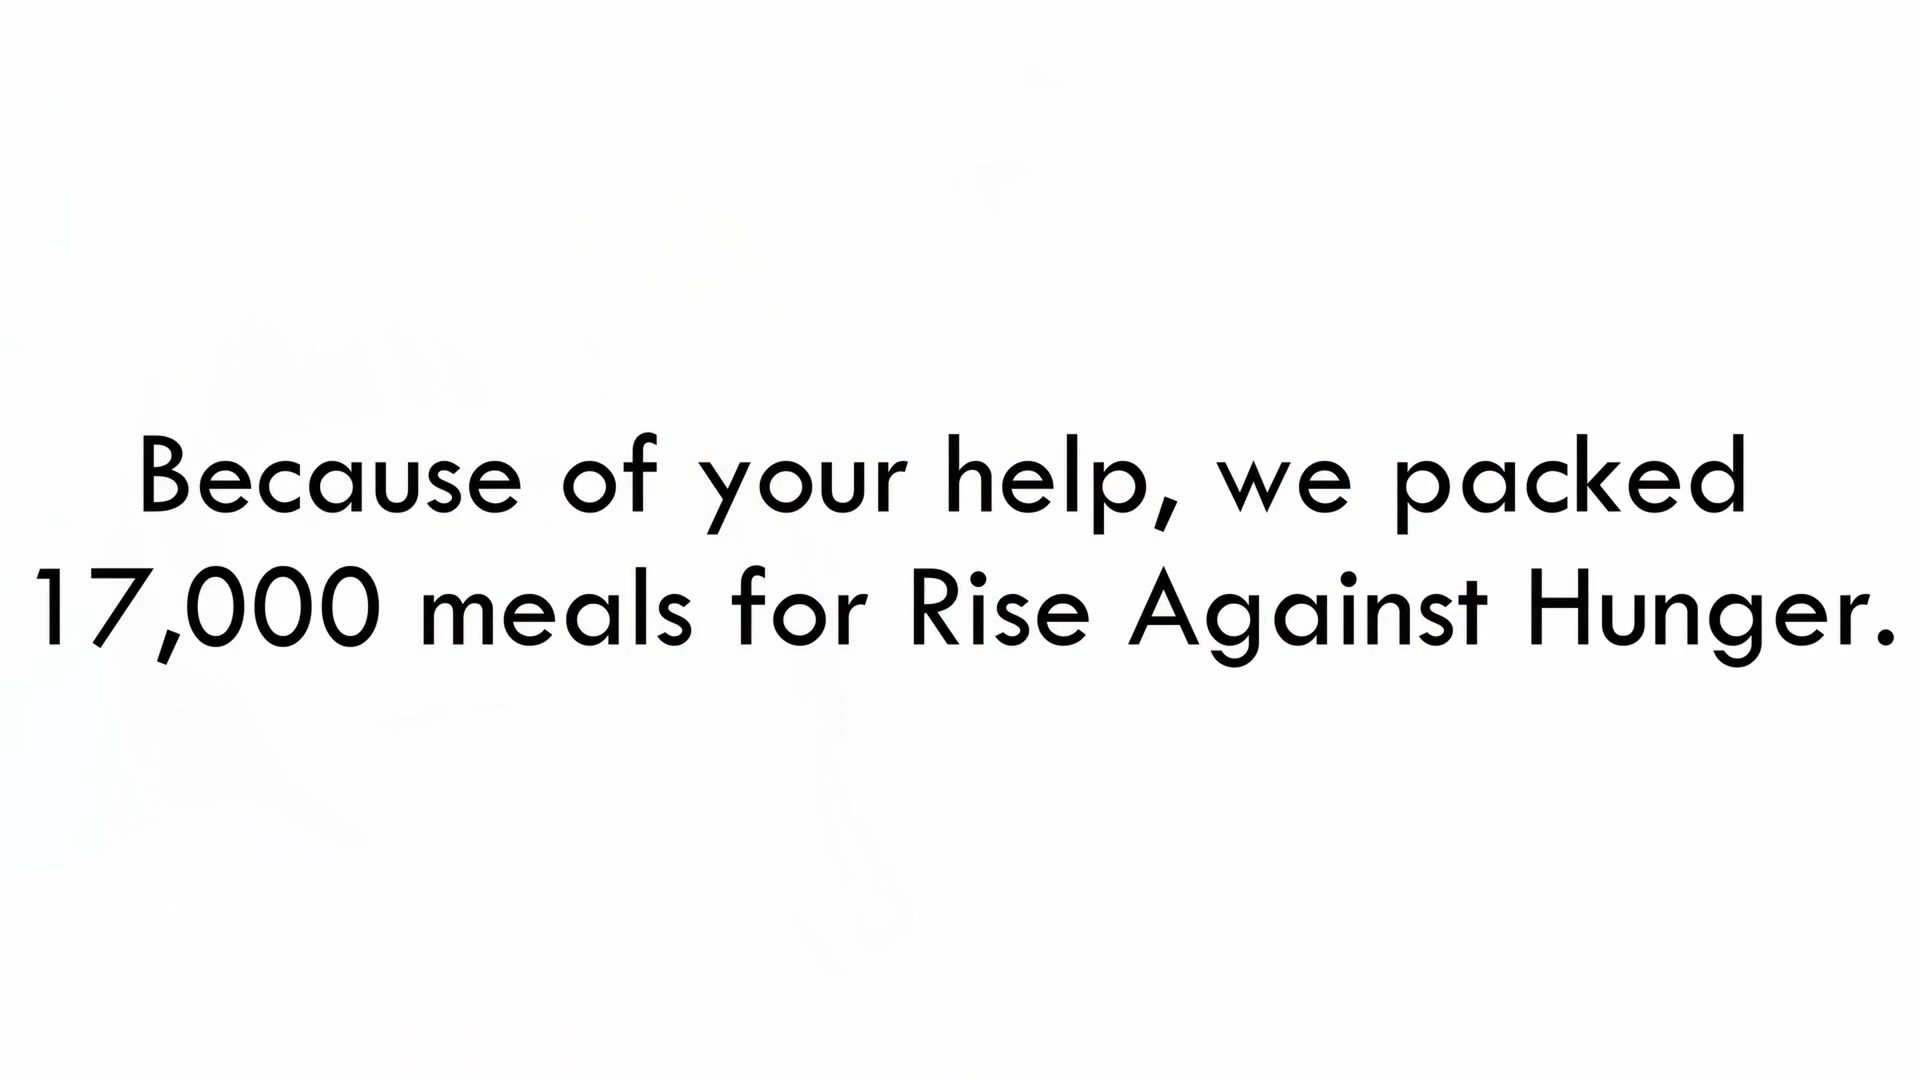 Because of your help, we packed
17,000 meals for Rise Against Hunger.